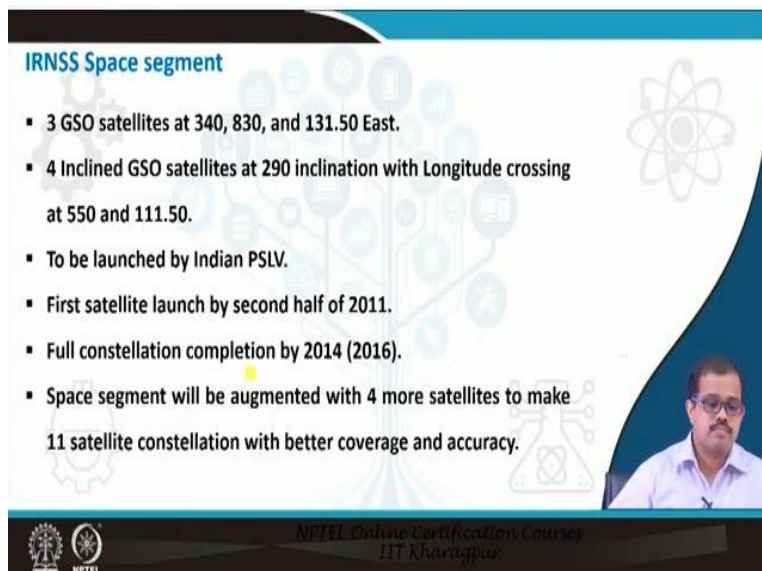 IRNSS Space segment
▪ 3 GSO satellites at 340, 830, and 131.50 East.
▪ 4 Inclined GSO satellites at 290 inclination with Longitude crossing
at 550 and 111.50.
▪ To be launched by Indian PSLV.
▪ First satellite launch by second half of 2011.
▪ Full constellation completion by 2014 (2016).
▪ Space segment will be augmented with 4 more satellites to make
11 satellite constellation with better coverage and accuracy.
NPTEL Online Certification Courses
IIT Kharagpur
NPTEL